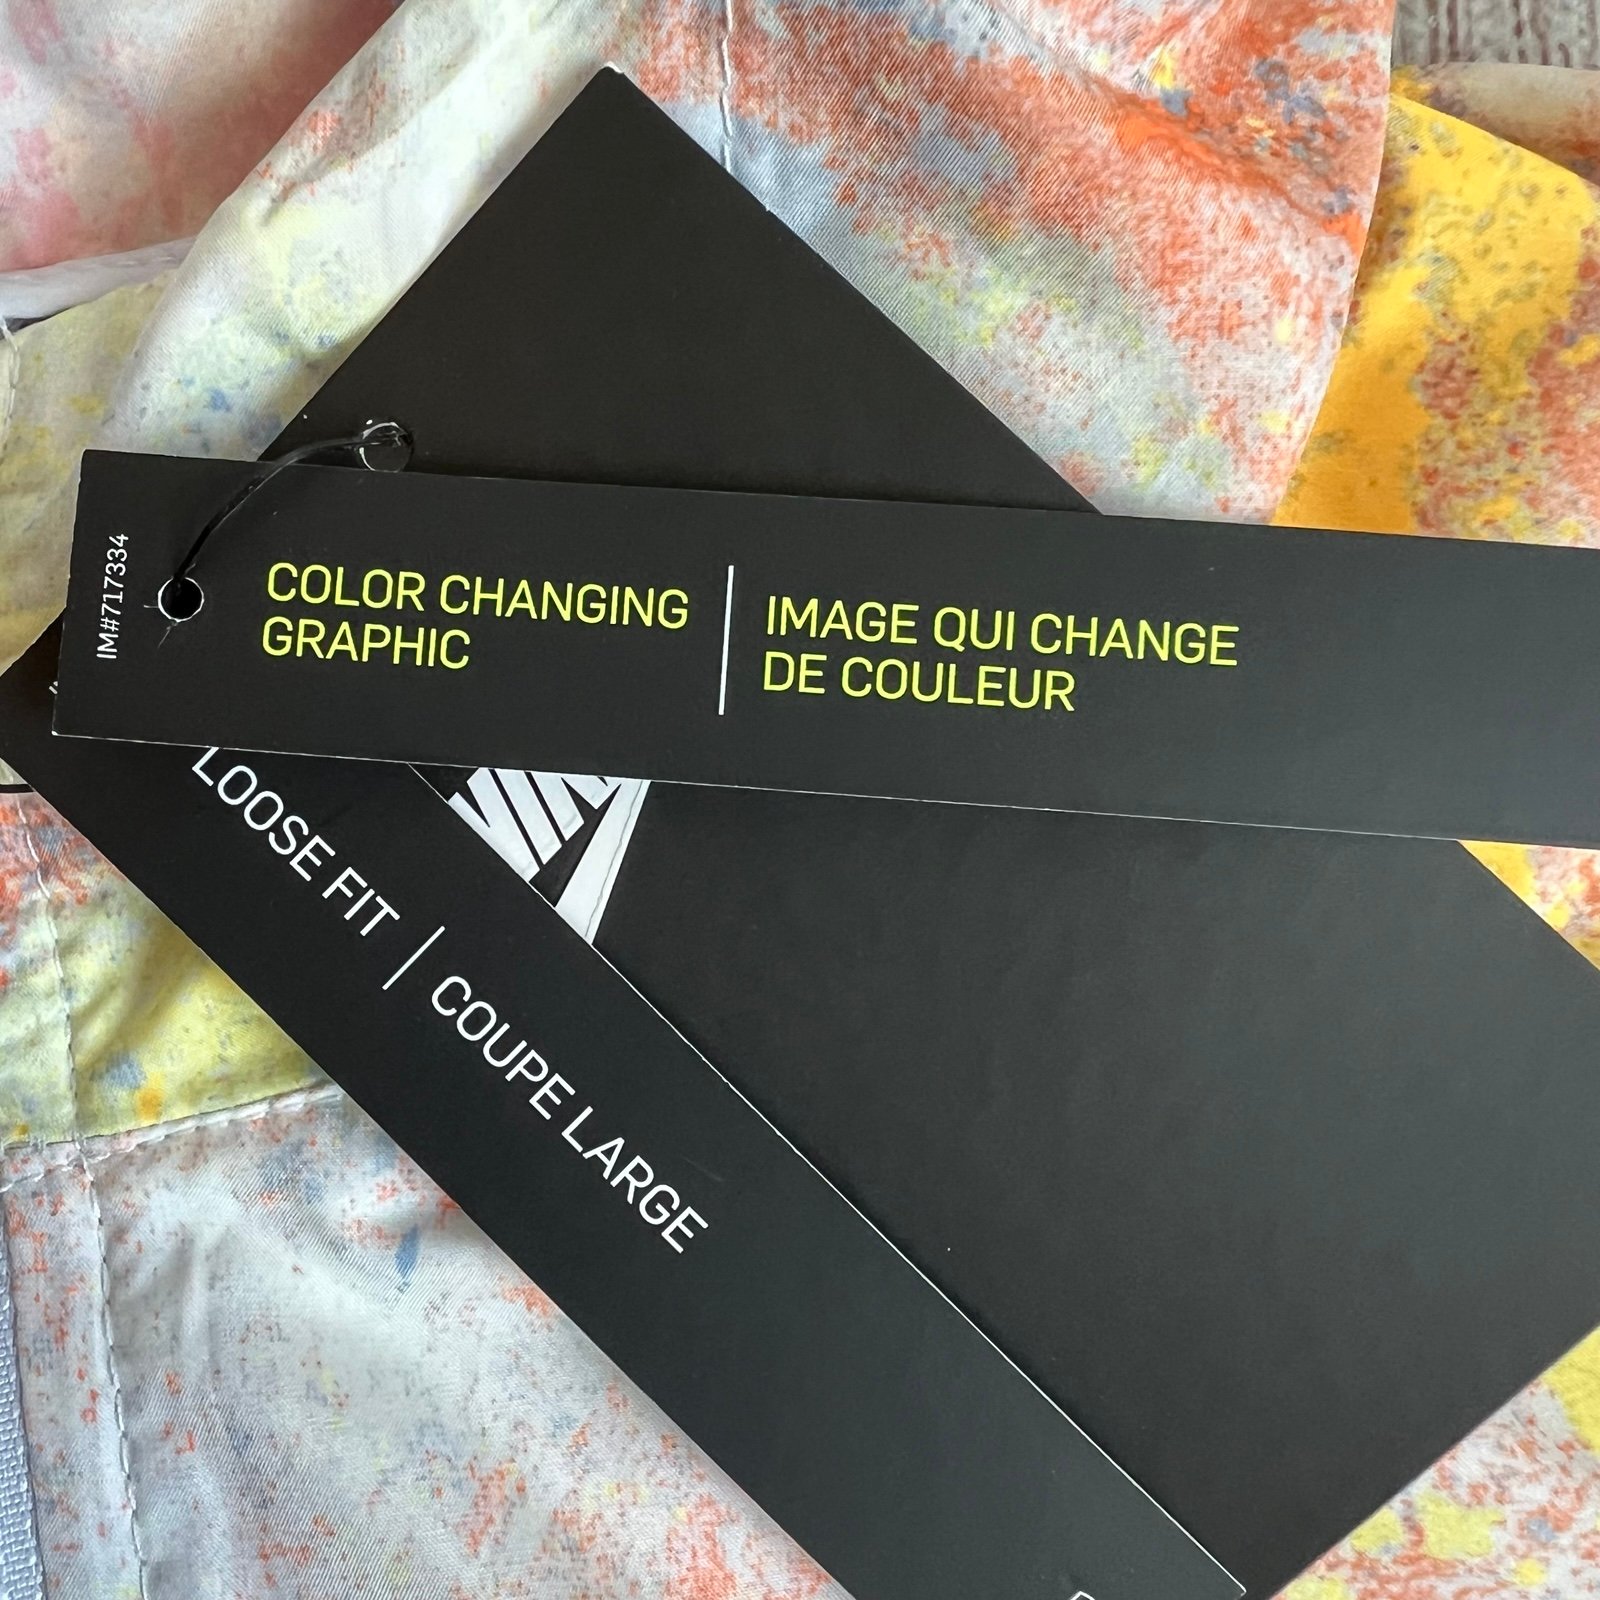 IM#717334
COLOR CHANGING
GRAPHIC
IMAGE QUI CHANGE
DE COULEUR
LOOSE FIT | COUPE LARGE